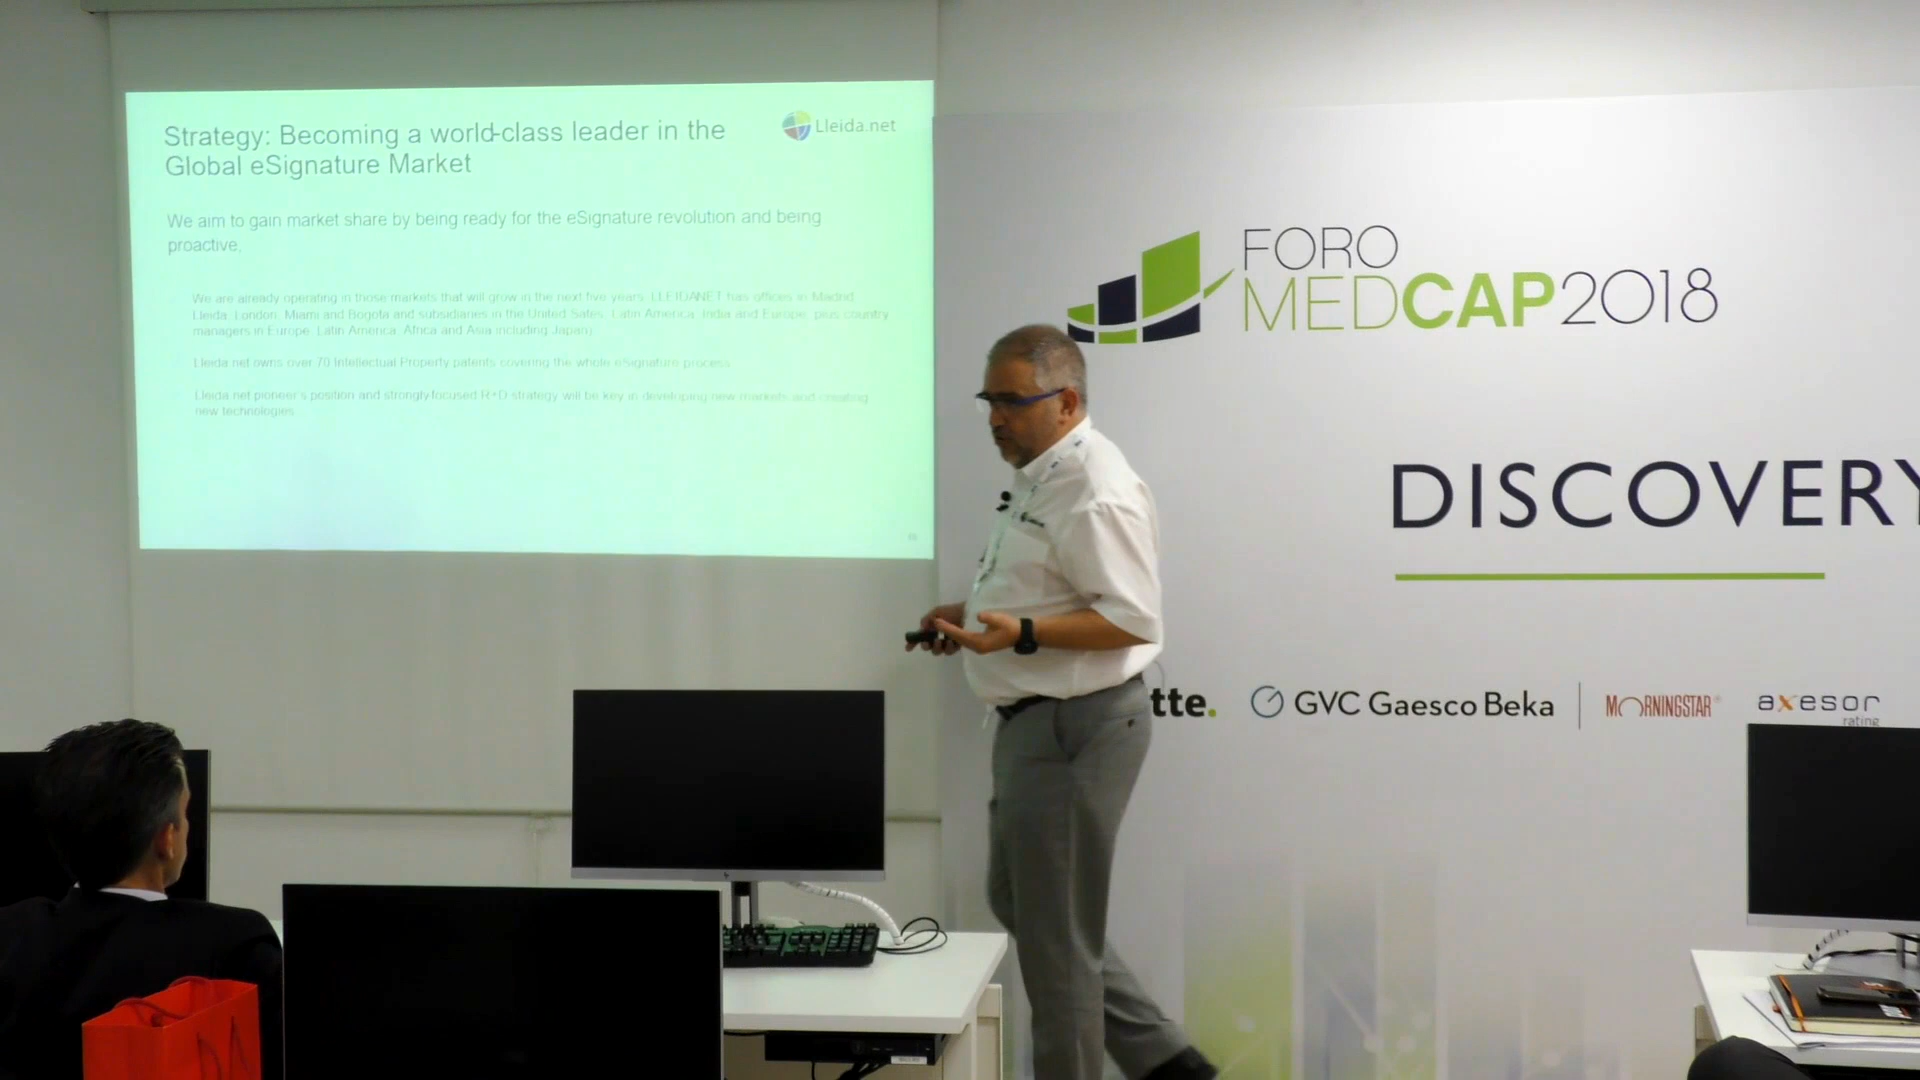 Strategy: Becoming a world-class leader in the
Global eSignature Market
Lleida.net
We aim to gain market share by being ready for the eSignature revolution and being
proactive.
We are already operating in those markets that will grow in the next five years. LLEIDANET has offices in Madrid,
Lleida, London, Miami and Bogota and subsidiaries in the United Sates, Latin America, India and Europe, plus country
managers in Europe, Latin America, Africa and Asia including Japan).
Lleida.net owns over 70 Intellectual Property patents covering the whole eSignature process
Lleida.net pioneer's position and strongly focused R+D strategy will be key in developing new markets and creating
new technologies
FORO
MEDCAP2018
DISCOVERY
tte.
GVC Gaesco Beka
MORNINGSTAR
axesor
rating